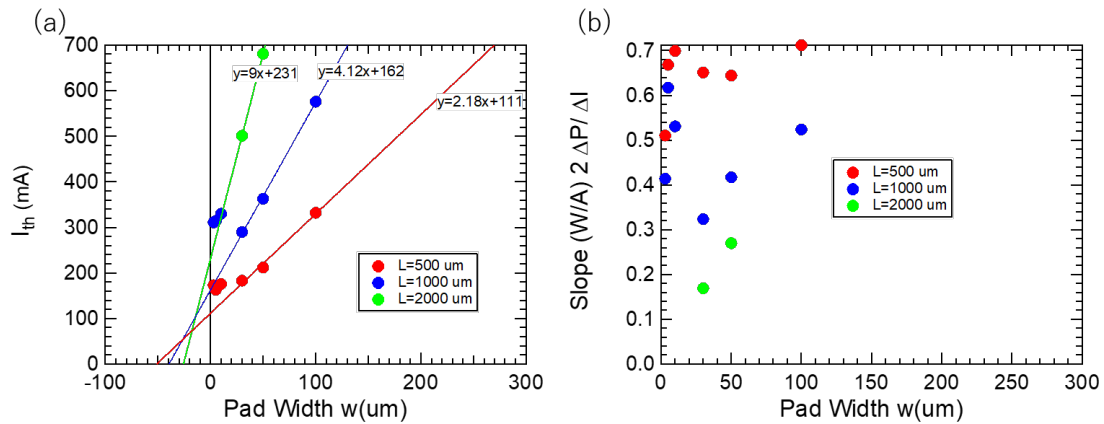 (a)
700
600
500
400
300
200
100
0
-100
0
100
200
300
I_th (mA)
Pad Width w(um)
y=9x+231
y=4.12x+162
y=2.18x+111
L=500 um
L=1000 um
L=2000 um
(b)
0.7
0.6
0.5
0.4
0.3
0.2
0.1
0.0
0
50
100
150
200
250
300
Slope (W/A) 2 ΔP/ ΔI
Pad Width w(um)
L=500 um
L=1000 um
L=2000 um